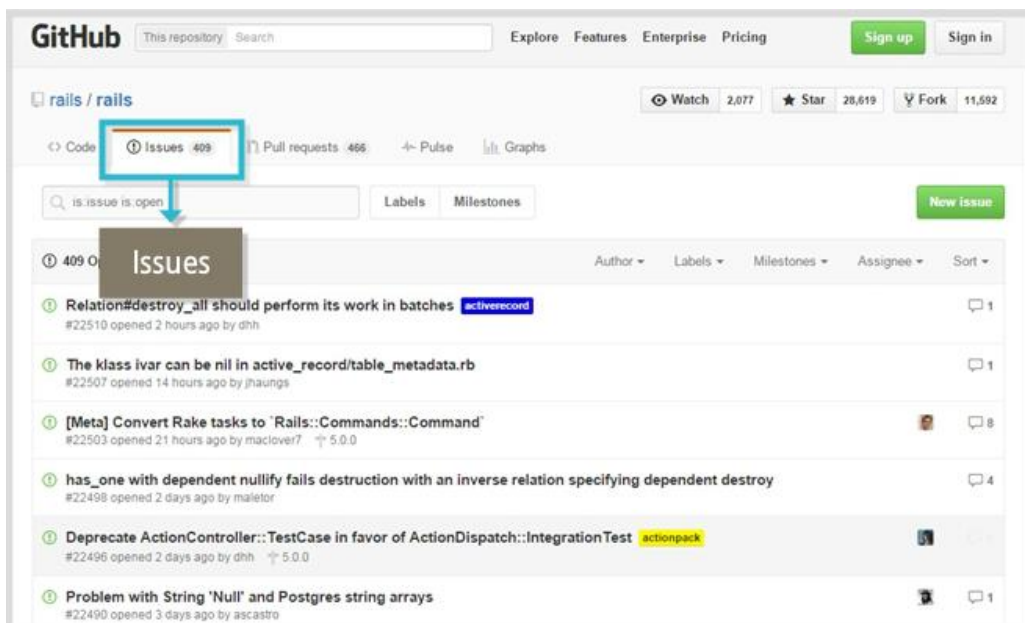 GitHub This repository Search Explore Features Enterprise Pricing Sign up Sign in
rails / rails Watch 2,077 Star 28,619 Fork 11,592
Code Issues 409 Pull requests 466 Pulse Graphs
is:issue is:open Labels Milestones New issue
Issues
409 O Author Labels Milestones Assignee Sort
Relation#destroy_all should perform its work in batches activerecord 1
#22510 opened 2 hours ago by dhh
The klass ivar can be nil in active_record/table_metadata.rb 1
#22507 opened 14 hours ago by jhaungs
[Meta] Convert Rake tasks to `Rails::Commands::Command` 8
#22503 opened 21 hours ago by maclover7 5.0.0
has_one with dependent nullify fails destruction with an inverse relation specifying dependent destroy 4
#22498 opened 2 days ago by maletor
Deprecate ActionController::TestCase in favor of ActionDispatch::IntegrationTest actionpack
#22496 opened 2 days ago by dhh 5.0.0
Problem with String 'Null' and Postgres string arrays 1
#22490 opened 3 days ago by ascastro